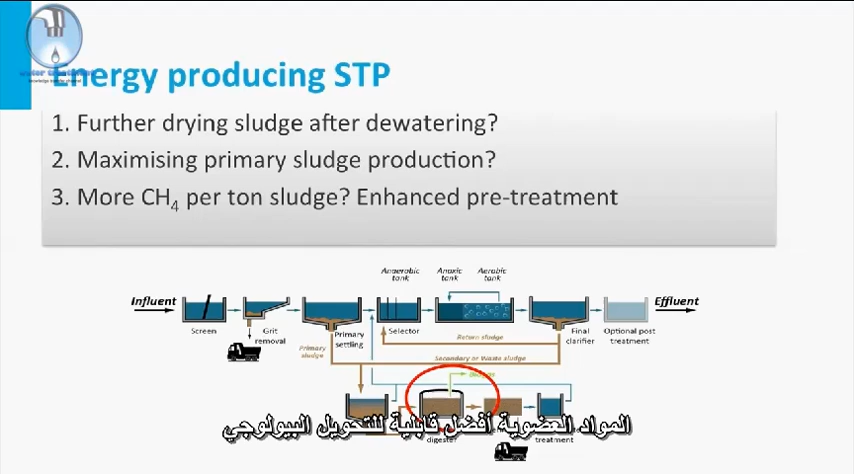 Energy producing STP
1. Further drying sludge after dewatering?
2. Maximising primary sludge production?
3. More CH4 per ton sludge? Enhanced pre-treatment
Anaerobic tank
Anoxic tank
Aerobic tank
Influent
Effluent
Screen
Grit removal
Primary settling
Selector
Final clarifier
Optional post treatment
Return sludge
Primary sludge
Secondary or Waste sludge
المواد العضوية أفضل قابلية للتحويل البيولوجي
treatment